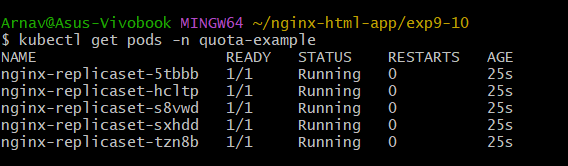 Arnav@Asus-Vivobook MINGW64 ~/nginx-html-app/exp9-10
$ kubectl get pods -n quota-example
NAME READY STATUS RESTARTS AGE
nginx-replicaset-5tbbb 1/1 Running 0 25s
nginx-replicaset-hcltp 1/1 Running 0 25s
nginx-replicaset-s8vwd 1/1 Running 0 25s
nginx-replicaset-sxhdd 1/1 Running 0 25s
nginx-replicaset-tzn8b 1/1 Running 0 25s